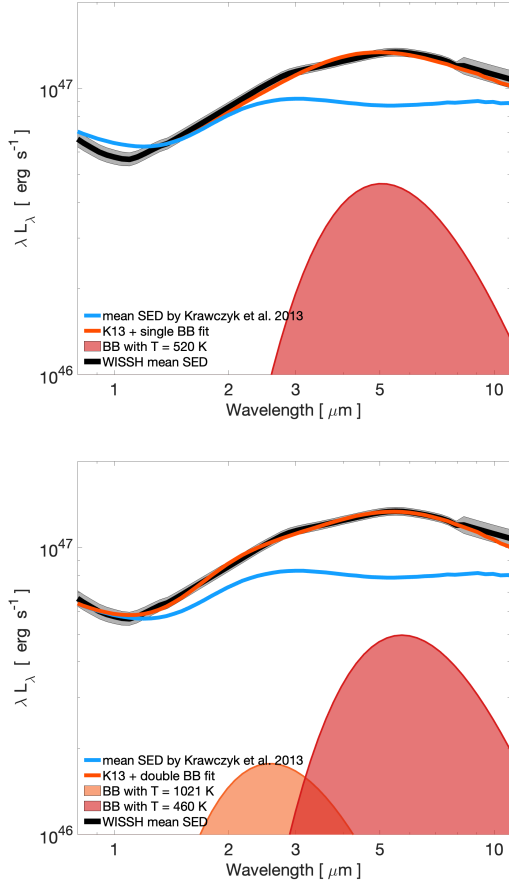 10^47
λ L_λ [ erg s^-1 ]
mean SED by Krawczyk et al. 2013
K13 + single BB fit
BB with T = 520 K
WISSH mean SED
10^46
1 2 3 5 10
Wavelength [ μm ]
10^47
λ L_λ [ erg s^-1 ]
mean SED by Krawczyk et al. 2013
K13 + double BB fit
BB with T = 1021 K
BB with T = 460 K
WISSH mean SED
10^46
1 2 3 5 10
Wavelength [ μm ]